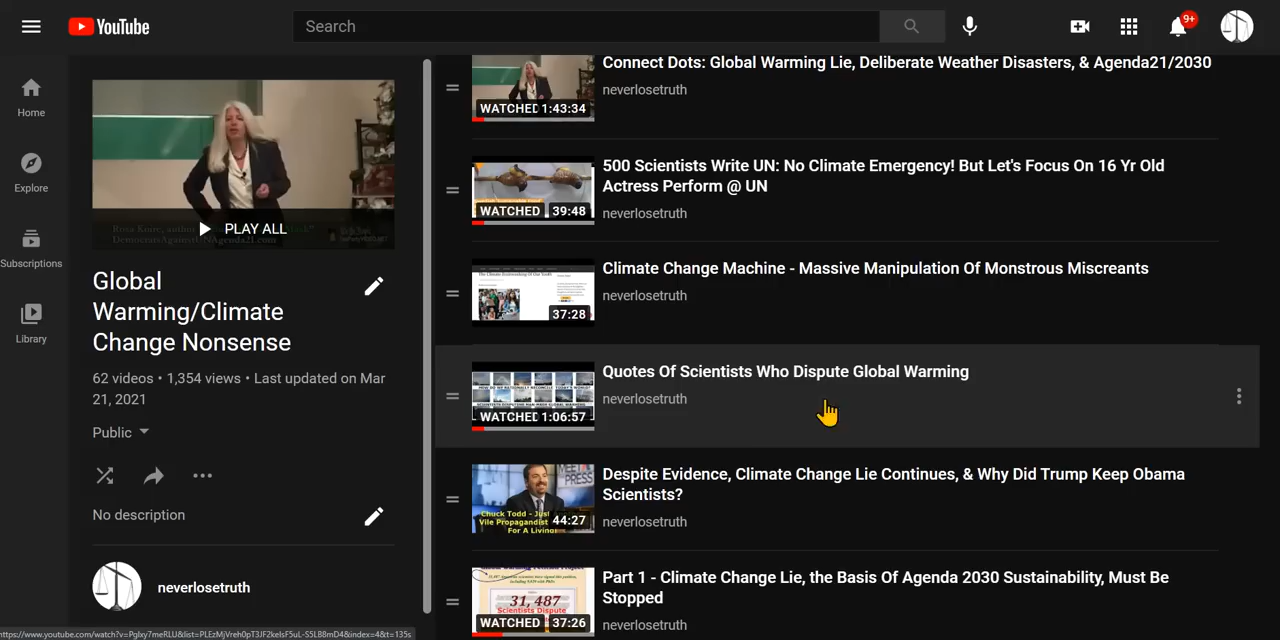 YouTube
Search
9+
Home
Explore
Subscriptions
Library
PLAY ALL
Global
Warming/Climate
Change Nonsense
62 videos • 1,354 views • Last updated on Mar
21, 2021
Public
No description
neverlosetruth
Connect Dots: Global Warming Lie, Deliberate Weather Disasters, & Agenda21/2030
neverlosetruth
WATCHED 1:43:34
500 Scientists Write UN: No Climate Emergency! But Let's Focus On 16 Yr Old
Actress Perform @ UN
neverlosetruth
WATCHED 39:48
Climate Change Machine - Massive Manipulation Of Monstrous Miscreants
neverlosetruth
37:28
Quotes Of Scientists Who Dispute Global Warming
neverlosetruth
WATCHED 1:06:57
Despite Evidence, Climate Change Lie Continues, & Why Did Trump Keep Obama
Scientists?
neverlosetruth
MEET
PRESS
Chuck Todd - Just
Vile Propagandist
For A Living!
44:27
Part 1 - Climate Change Lie, the Basis Of Agenda 2030 Sustainability, Must Be
Stopped
neverlosetruth
31,487
Scientists Dispute
WATCHED 37:26